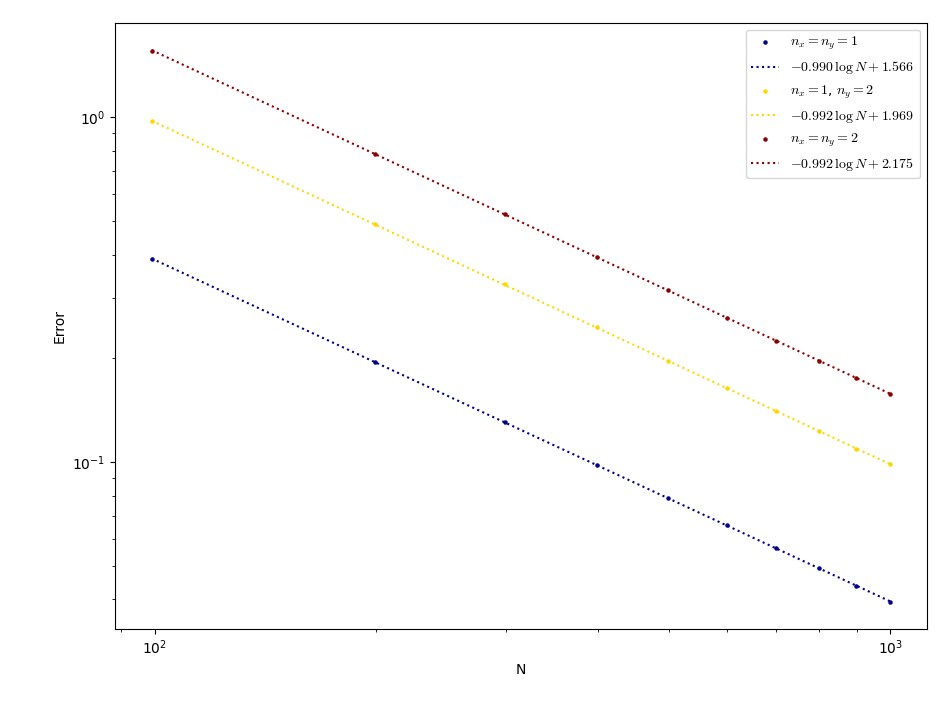 n_x = n_y = 1
−0.990 log N + 1.566
n_x = 1, n_y = 2
−0.992 log N + 1.969
n_x = n_y = 2
−0.992 log N + 2.175
10^0
10^−1
Error
10^2
10^3
N